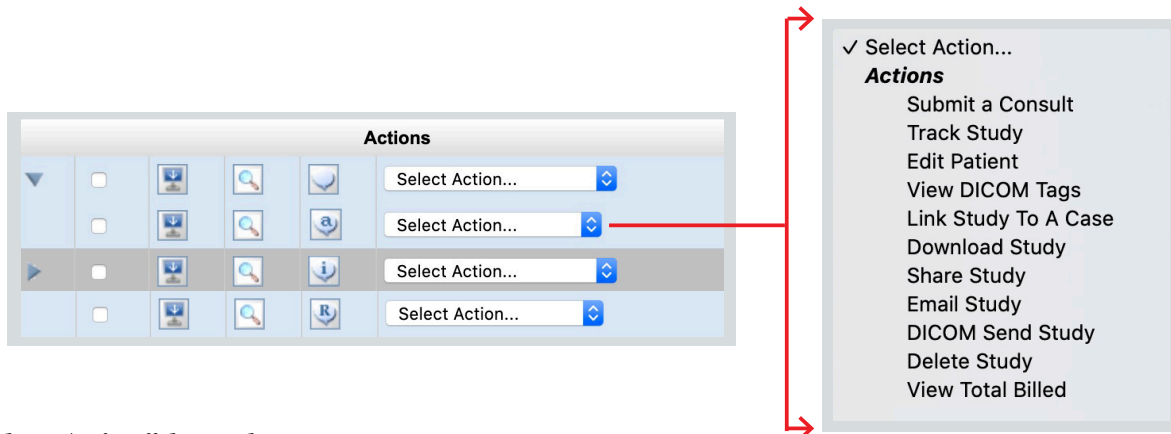 Actions
Select Action...
a Select Action...
i Select Action...
R Select Action...
✓ Select Action...
Actions
Submit a Consult
Track Study
Edit Patient
View DICOM Tags
Link Study To A Case
Download Study
Share Study
Email Study
DICOM Send Study
Delete Study
View Total Billed